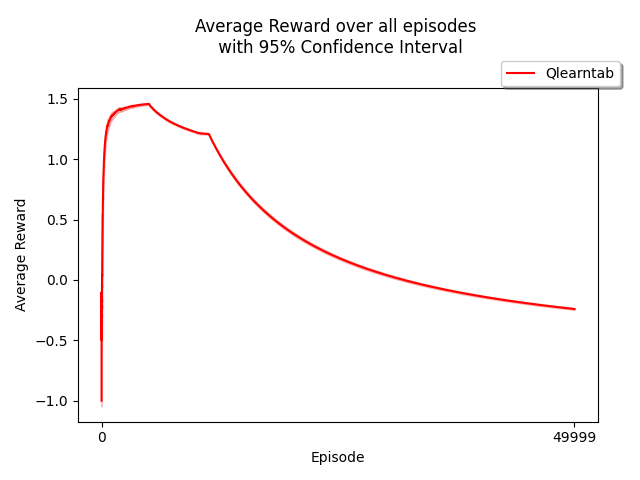 Average Reward over all episodes
with 95% Confidence Interval
Qlearntab
1.5
1.0
0.5
0.0
−0.5
−1.0
Average Reward
0
49999
Episode